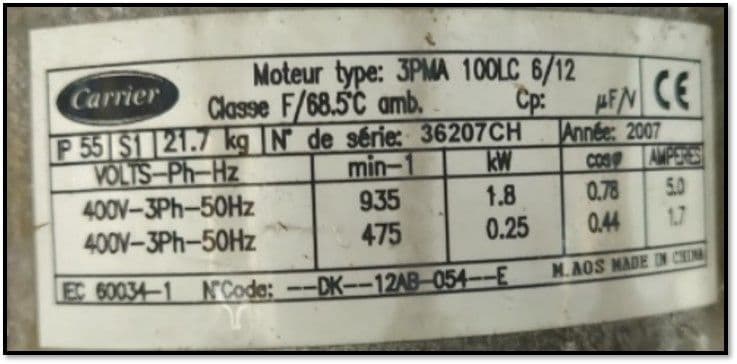 Carrier
Moteur type: 3PMA 100LC 6/12
Classe F/68.5°C amb. Cp: µF/V CE
P 55 S1 21.7 kg N° de série: 36207CH Année: 2007
VOLTS-Ph-Hz min-1 kW cosφ AMPERES
400V-3Ph-50Hz 935 1.8 0.78 5.0
400V-3Ph-50Hz 475 0.25 0.44 1.7
IEC 60034-1 N°Code: --DK--12AB-054--E M.AOS MADE IN CHINA